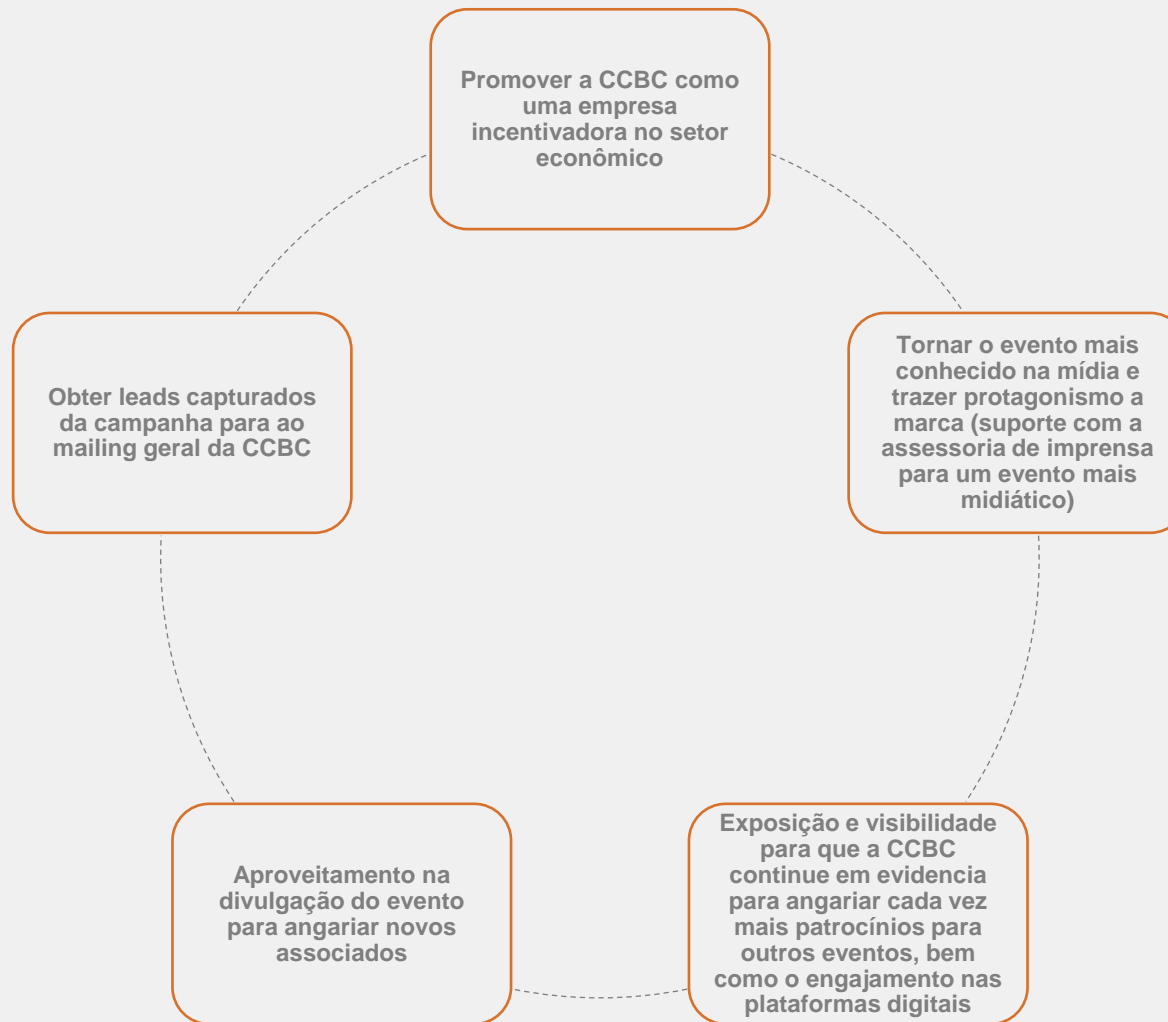 Promover a CCBC como
uma empresa
incentivadora no setor
econômico
Tornar o evento mais
conhecido na mídia e
trazer protagonismo a
marca (suporte com a
assessoria de imprensa
para um evento mais
midiático)
Exposição e visibilidade
para que a CCBC
continue em evidencia
para angariar cada vez
mais patrocínios para
outros eventos, bem
como o engajamento nas
plataformas digitais
Aproveitamento na
divulgação do evento
para angariar novos
associados
Obter leads capturados
da campanha para ao
mailing geral da CCBC